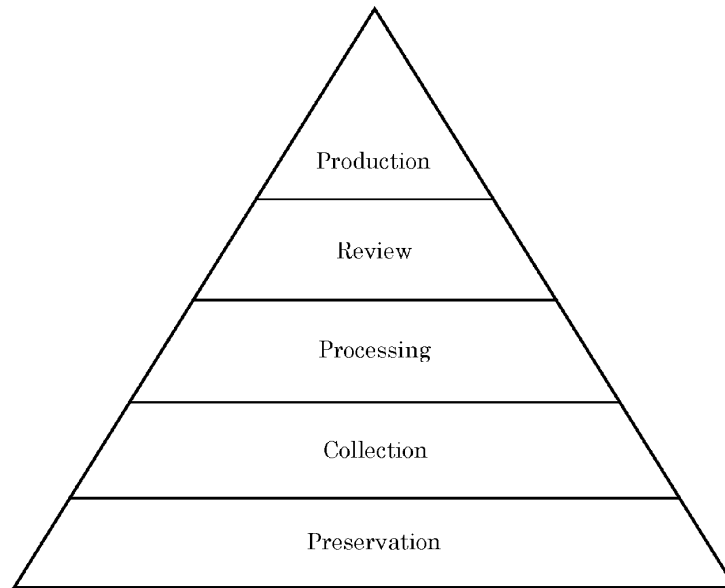 Production
Review
Processing
Collection
Preservation